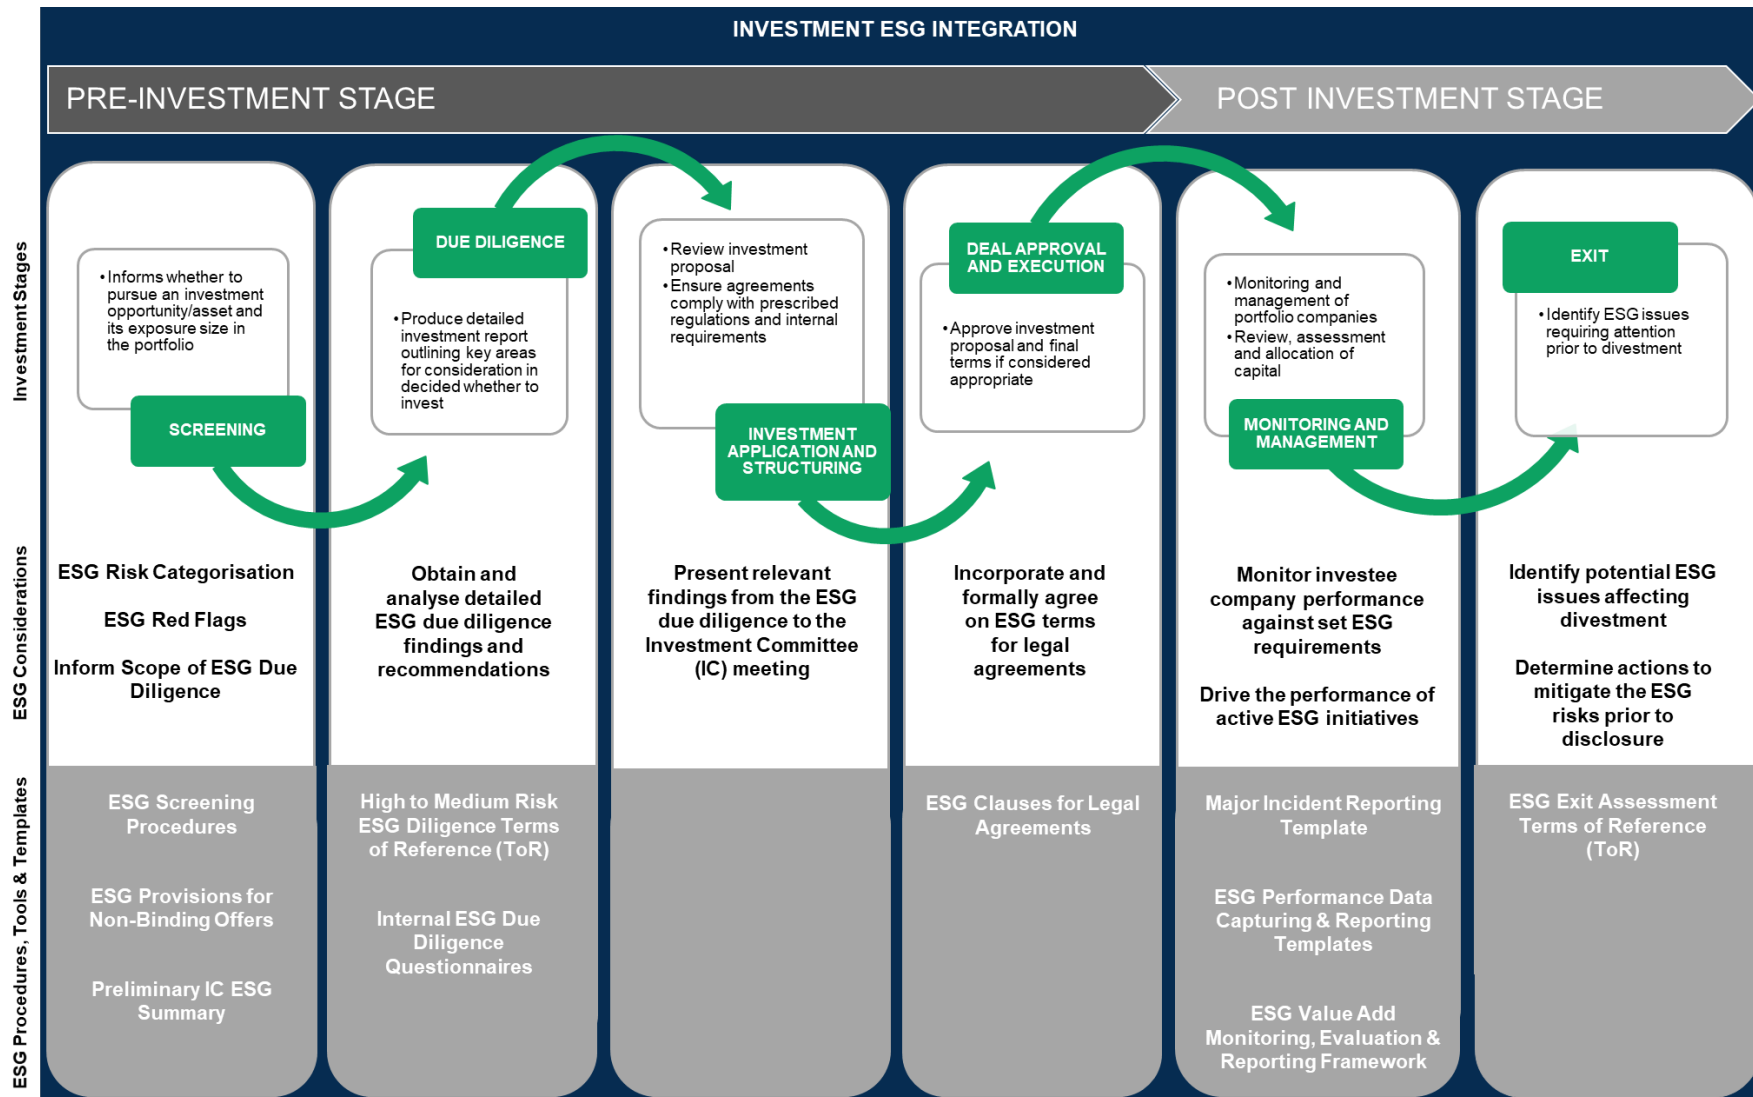 INVESTMENT ESG INTEGRATION
PRE-INVESTMENT STAGE
POST INVESTMENT STAGE
Investment Stages
• Informs whether to
pursue an investment
opportunity/asset and
its exposure size in
the portfolio
SCREENING
DUE DILIGENCE
• Produce detailed
investment report
outlining key areas
for consideration in
decided whether to
invest
• Review investment
proposal
• Ensure agreements
comply with prescribed
regulations and internal
requirements
INVESTMENT
APPLICATION AND
STRUCTURING
DEAL APPROVAL
AND EXECUTION
• Approve investment
proposal and final
terms if considered
appropriate
• Monitoring and
management of
portfolio companies
• Review, assessment
and allocation of
capital
MONITORING AND
MANAGEMENT
EXIT
• Identify ESG issues
requiring attention
prior to divestment
ESG Considerations
ESG Risk Categorisation
ESG Red Flags
Inform Scope of ESG Due
Diligence
Obtain and
analyse detailed
ESG due diligence
findings and
recommendations
Present relevant
findings from the ESG
due diligence to the
Investment Committee
(IC) meeting
Incorporate and
formally agree
on ESG terms
for legal
agreements
Monitor investee
company performance
against set ESG
requirements
Drive the performance of
active ESG initiatives
Identify potential ESG
issues affecting
divestment
Determine actions to
mitigate the ESG
risks prior to
disclosure
ESG Procedures, Tools & Templates
ESG Screening
Procedures
ESG Provisions for
Non-Binding Offers
Preliminary IC ESG
Summary
High to Medium Risk
ESG Diligence Terms
of Reference (ToR)
Internal ESG Due
Diligence
Questionnaires
ESG Clauses for Legal
Agreements
Major Incident Reporting
Template
ESG Performance Data
Capturing & Reporting
Templates
ESG Value Add
Monitoring, Evaluation &
Reporting Framework
ESG Exit Assessment
Terms of Reference
(ToR)